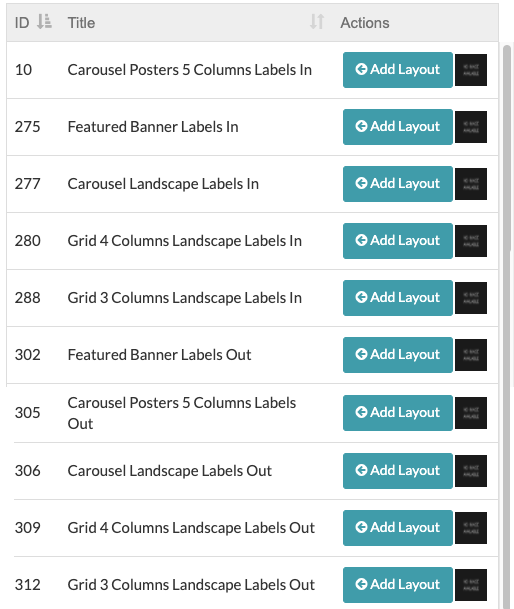 ID Title Actions
10 Carousel Posters 5 Columns Labels In Add Layout
275 Featured Banner Labels In Add Layout
277 Carousel Landscape Labels In Add Layout
280 Grid 4 Columns Landscape Labels In Add Layout
288 Grid 3 Columns Landscape Labels In Add Layout
302 Featured Banner Labels Out Add Layout
305 Carousel Posters 5 Columns Labels Add Layout
Out
306 Carousel Landscape Labels Out Add Layout
309 Grid 4 Columns Landscape Labels Out Add Layout
312 Grid 3 Columns Landscape Labels Out Add Layout